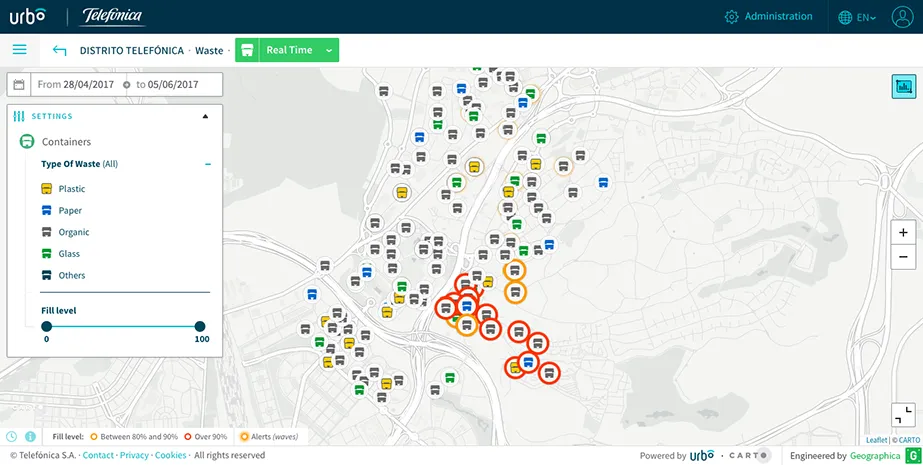 urbo Telefónica Administration EN
DISTRITO TELEFÓNICA · Waste · Real Time
From 28/04/2017 to 05/06/2017
SETTINGS
Containers
Type Of Waste (All) −
Plastic
Paper
Organic
Glass
Others
Fill level
0 100
+
−
Fill level: Between 80% and 90% Over 90% Alerts (waves)
Leaflet | © CARTO
© Telefónica S.A. · Contact · Privacy · Cookies · All rights reserved
Powered by urbo · CARTO
Engineered by Geographica G